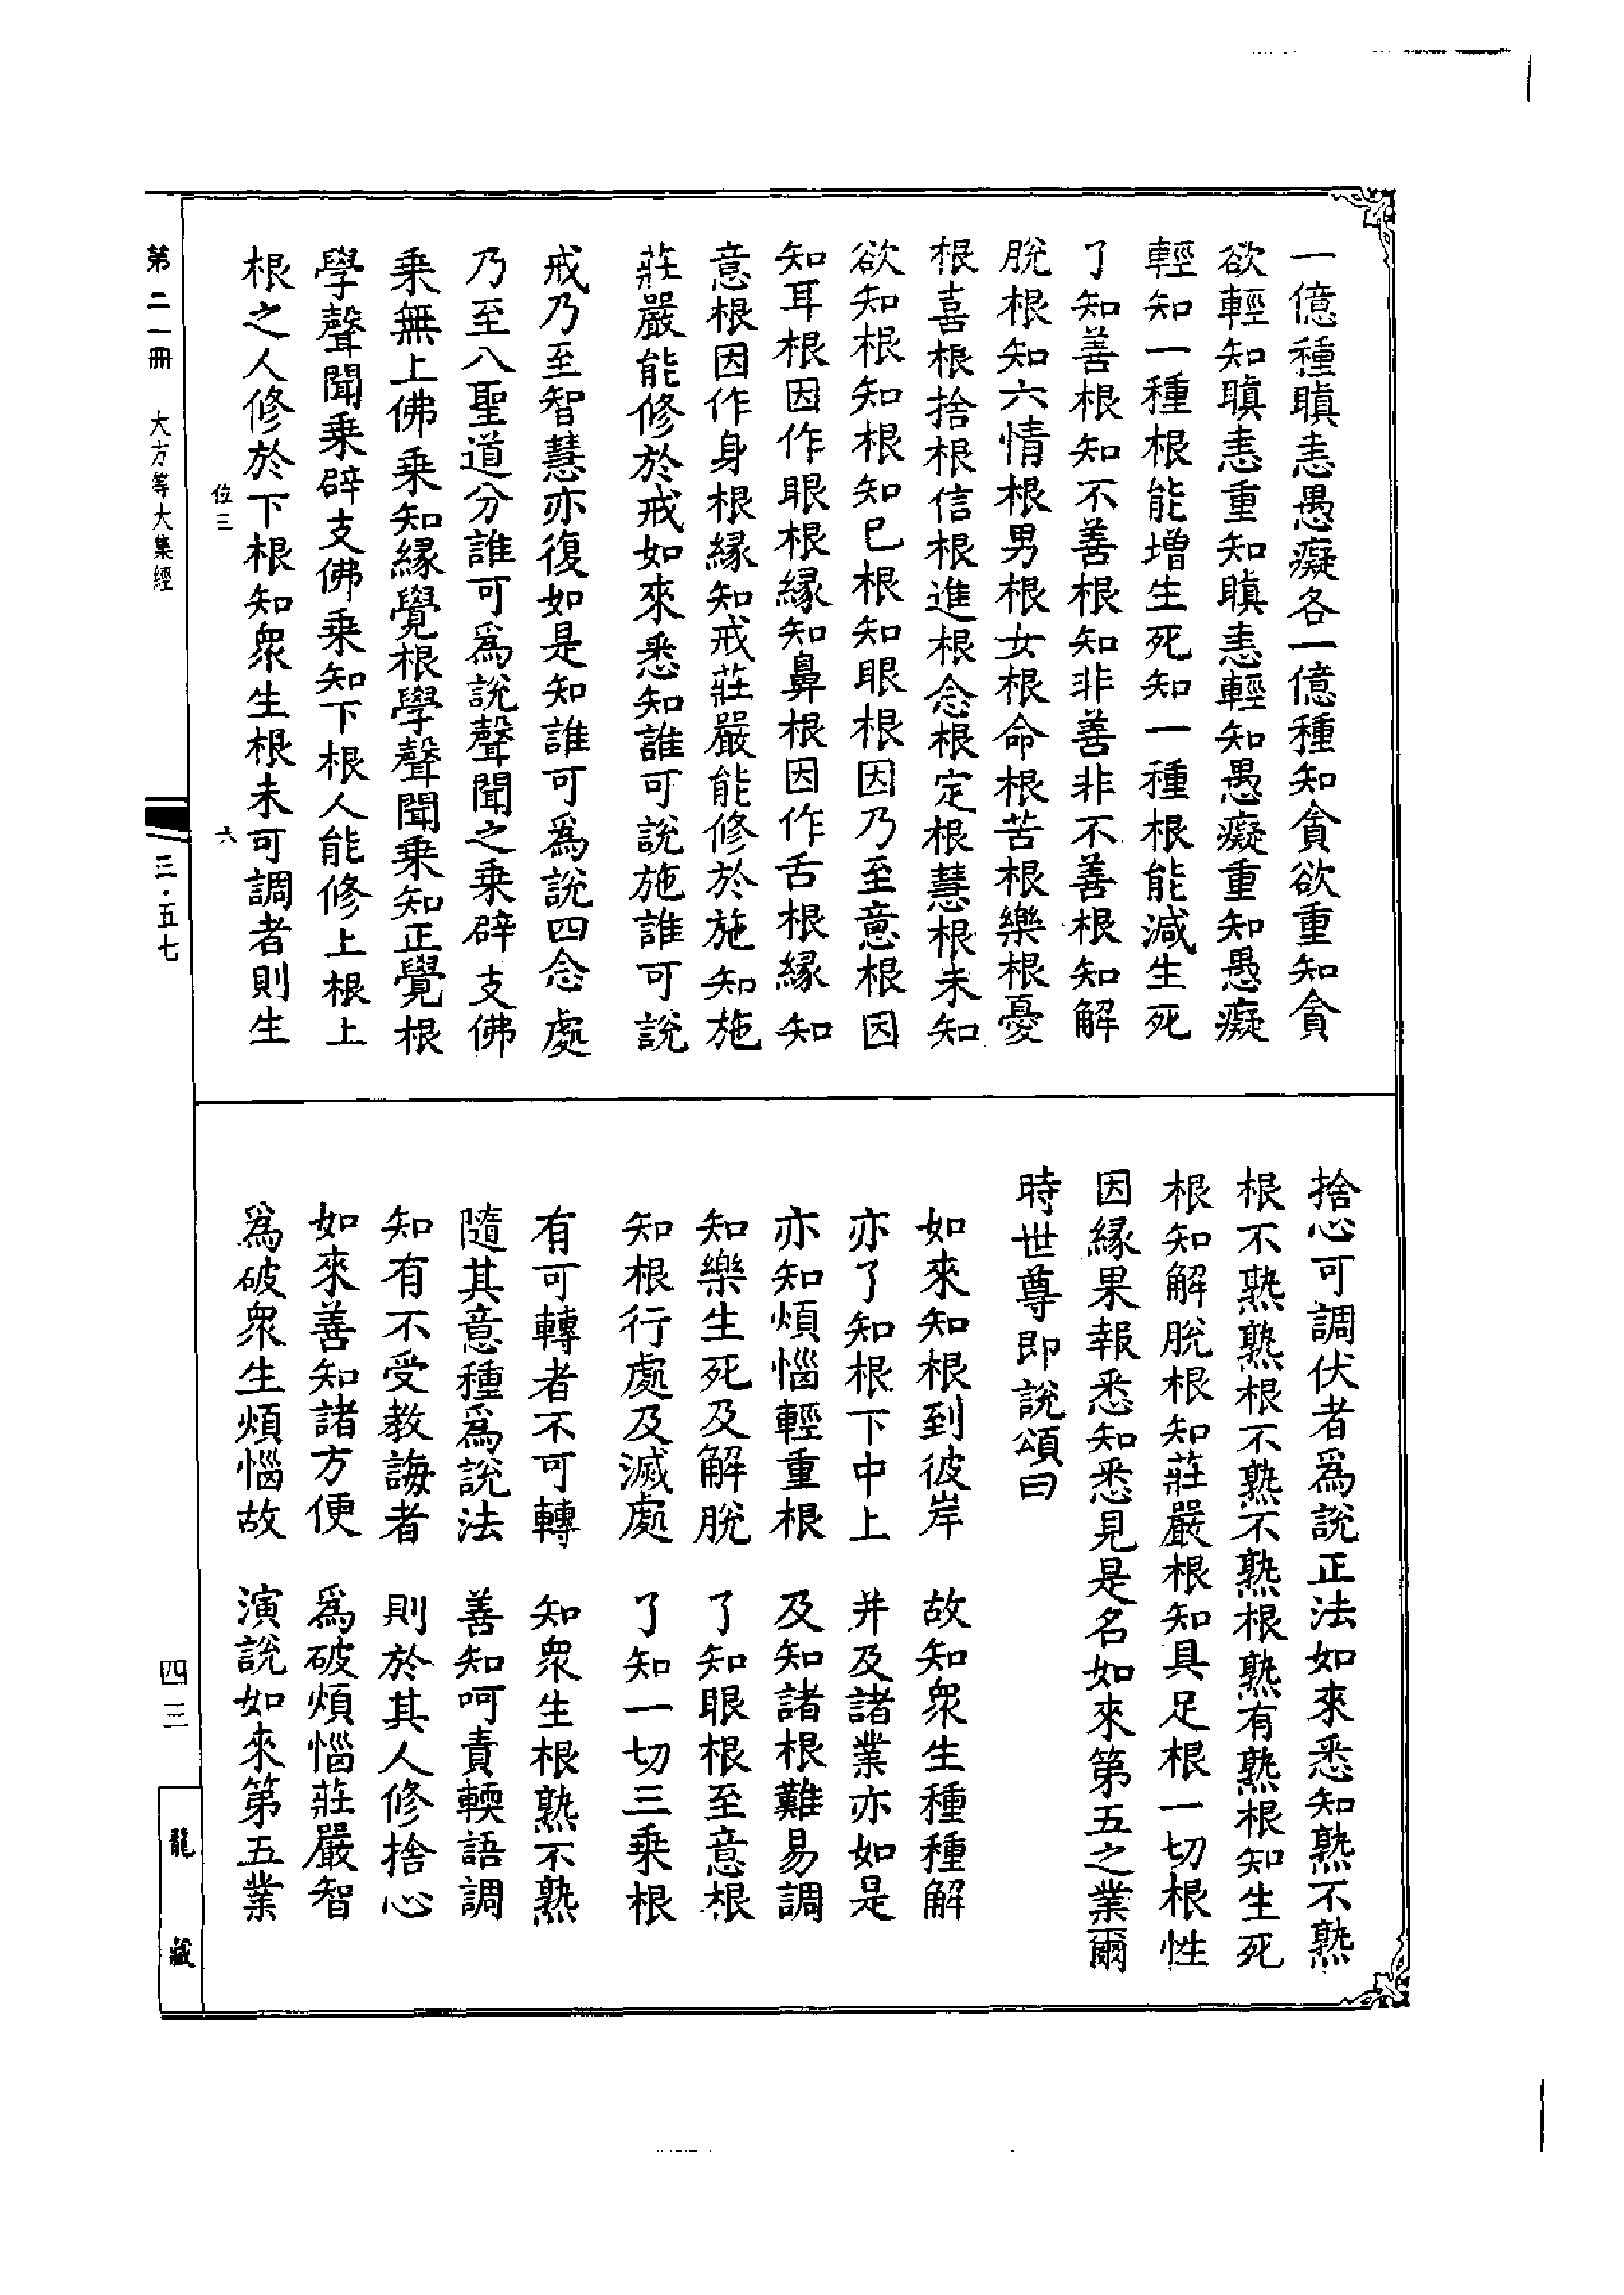 一億種瞋恚愚癡各一億種知貪欲重知貪
欲輕知瞋恚重知瞋恚輕知愚癡重知愚癡
輕知一種根能增生死知一種根能減生死
了知善根知不善根知非善非不善根知解
脫根知六情根男根女根命根苦根樂根憂
根喜根捨根信根進根念根定根慧根未知
欲知根知根知已根知眼根因乃至意根因
知耳根因作眼根緣知鼻根因作舌根緣知
意根因作身根緣知戒莊嚴能修於施知施
莊嚴能修於戒如來悉知誰可說施誰可說
戒乃至智慧亦復如是知誰可爲說四念處
乃至八聖道分誰可爲說聲聞之乘辟支佛
乘無上佛乘知緣覺根學聲聞乘知正覺根
學聲聞乘辟支佛乘知下根人能修上根上
根之人修於下根知衆生根未可調者則生
位三 六
捨心可調伏者爲說正法如來悉知熟不熟
根不熟熟根不熟不熟根熟有熟根知生死
根知解脫根知莊嚴根知具足根一切根性
因緣果報悉知悉見是名如來第五之業爾
時世尊即說頌曰
如來知根到彼岸 故知衆生種種解
亦了知根下中上 并及諸業亦如是
亦知煩惱輕重根 及知諸根難易調
知樂生死及解脫 了知眼根至意根
知根行處及滅處 了知一切三乘根
有可轉者不可轉 知衆生根熟不熟
隨其意種爲說法 善知呵責輭語調
知有不受教誨者 則於其人修捨心
如來善知諸方便 爲破煩惱莊嚴智
爲破衆生煩惱故 演說如來第五業
第二一冊 大方等大集經 三·五七 四三 龍藏